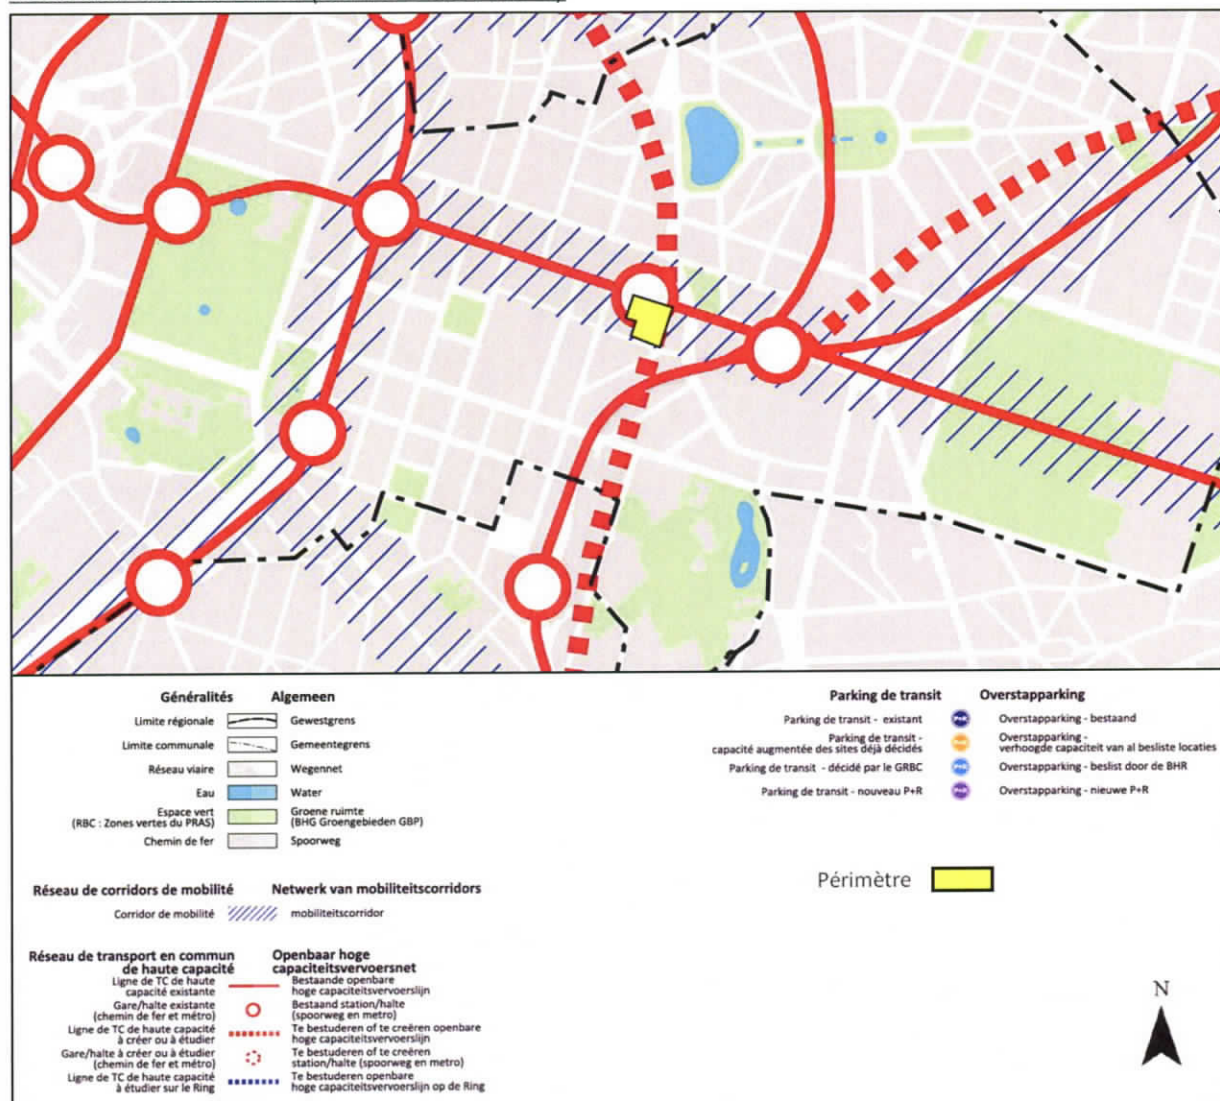 Généralités Algemeen
Limite régionale Gewestgrens
Limite communale Gemeentegrens
Réseau viaire Wegennet
Eau Water
Espace vert
(RBC : Zones vertes du PRAS)
Groene ruimte
(BHG Groengebieden GBP)
Chemin de fer Spoorweg
Réseau de corridors de mobilité Netwerk van mobiliteitscorridors
Corridor de mobilité mobiliteitscorridor
Réseau de transport en commun
de haute capacité
Openbaar hoge
capaciteitsvervoersnet
Ligne de TC de haute
capacité existante
Bestaande openbare
hoge capaciteitsvervoerslijn
Gare/halte existante
(chemin de fer et métro)
Bestaand station/halte
(spoorweg en metro)
Ligne de TC de haute capacité
à créer ou à étudier
Te bestuderen of te creëren openbare
hoge capaciteitsvervoerslijn
Gare/halte à créer ou à étudier
(chemin de fer et métro)
Te bestuderen of te creëren
station/halte (spoorweg en metro)
Ligne de TC de haute capacité
à étudier sur le Ring
Te bestuderen openbare
hoge capaciteitsvervoerslijn op de Ring
Parking de transit Overstapparking
Parking de transit - existant P+R Overstapparking - bestaand
Parking de transit -
capacité augmentée des sites déjà décidés
P+R
Overstapparking -
verhoogde capaciteit van al besliste locaties
Parking de transit - décidé par le GRBC P+R Overstapparking - beslist door de BHR
Parking de transit - nouveau P+R P+R Overstapparking - nieuwe P+R
Périmètre
N